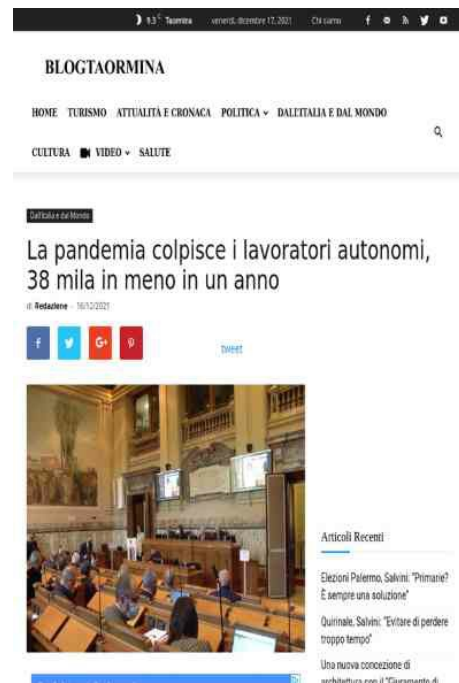 9.3 C Taormina venerdì, dicembre 17, 2021 Chi siamo
BLOGTAORMINA
HOME TURISMO ATTUALITÀ E CRONACA POLITICA DALL'ITALIA E DAL MONDO
CULTURA VIDEO SALUTE
Dall'Italia e dal Mondo
La pandemia colpisce i lavoratori autonomi,
38 mila in meno in un anno
di Redazione - 16/12/2021
tweet
Articoli Recenti
Elezioni Palermo, Salvini: "Primarie?
È sempre una soluzione"
Quirinale, Salvini: "Evitare di perdere
troppo tempo"
Una nuova concezione di
architettura con il "Giuramento di